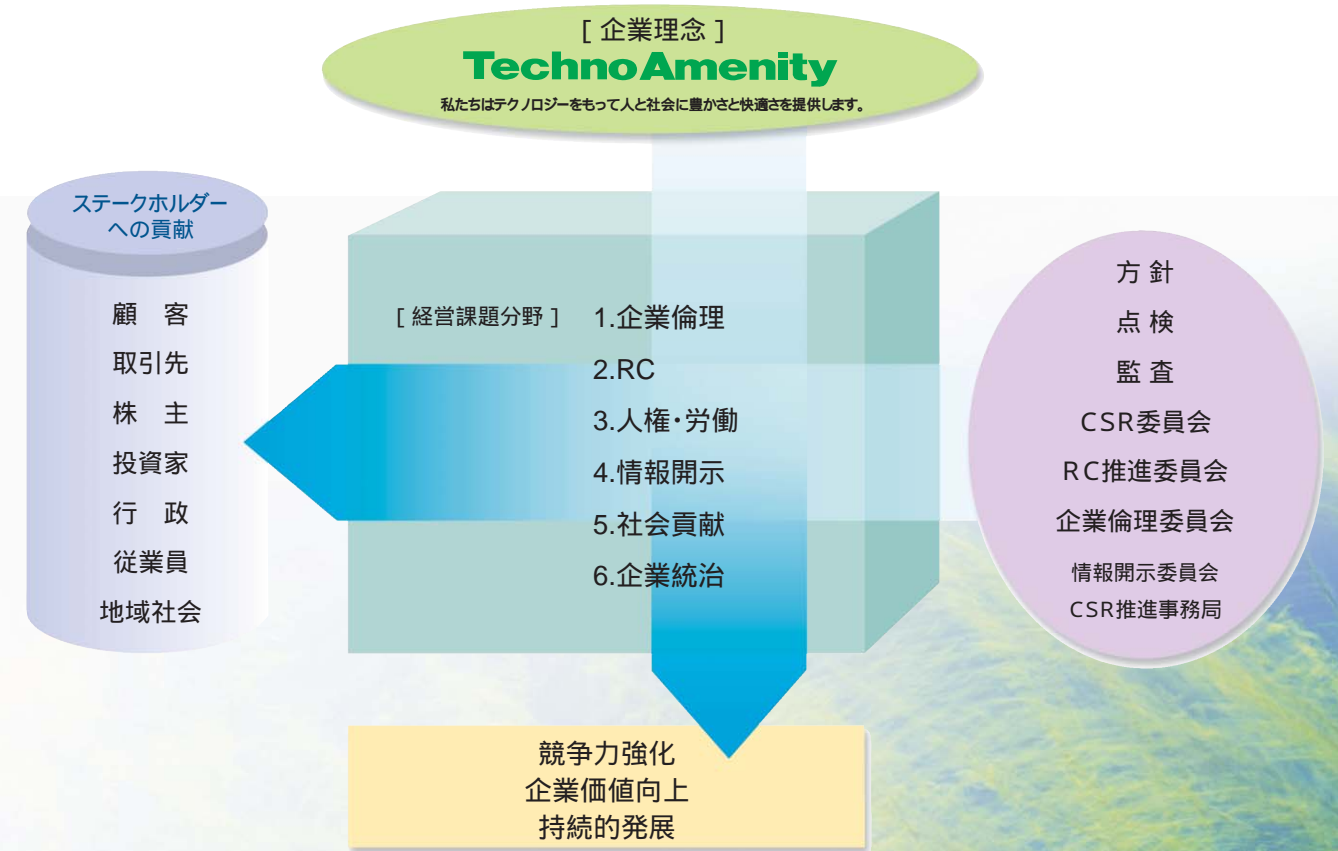 [ 企業理念 ]
TechnoAmenity
私たちはテクノロジーをもって人と社会に豊かさと快適さを提供します。
ステークホルダー
への貢献
顧 客
取引先
株 主
投資家
行 政
従業員
地域社会
[ 経営課題分野 ]
1.企業倫理
2.RC
3.人権・労働
4.情報開示
5.社会貢献
6.企業統治
方 針
点 検
監 査
CSR委員会
RC推進委員会
企業倫理委員会
情報開示委員会
CSR推進事務局
競争力強化
企業価値向上
持続的発展